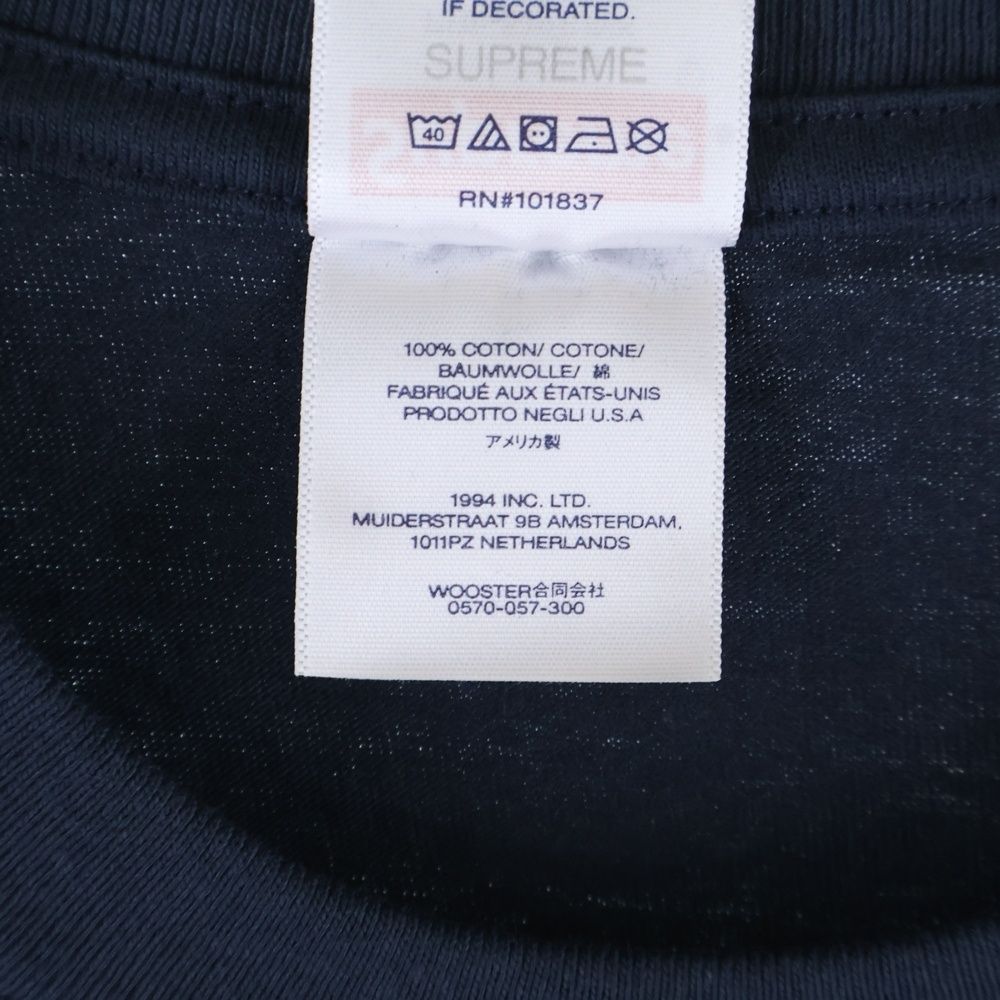 IF DECORATED.
SUPREME
40
RN#101837
100% COTON/ COTONE/
BAUMWOLLE/ 綿
FABRIQUÉ AUX ÉTATS-UNIS
PRODOTTO NEGLI U.S.A
アメリカ製
1994 INC. LTD.
MUIDERSTRAAT 9B AMSTERDAM,
1011PZ NETHERLANDS
WOOSTER合同会社
0570-057-300